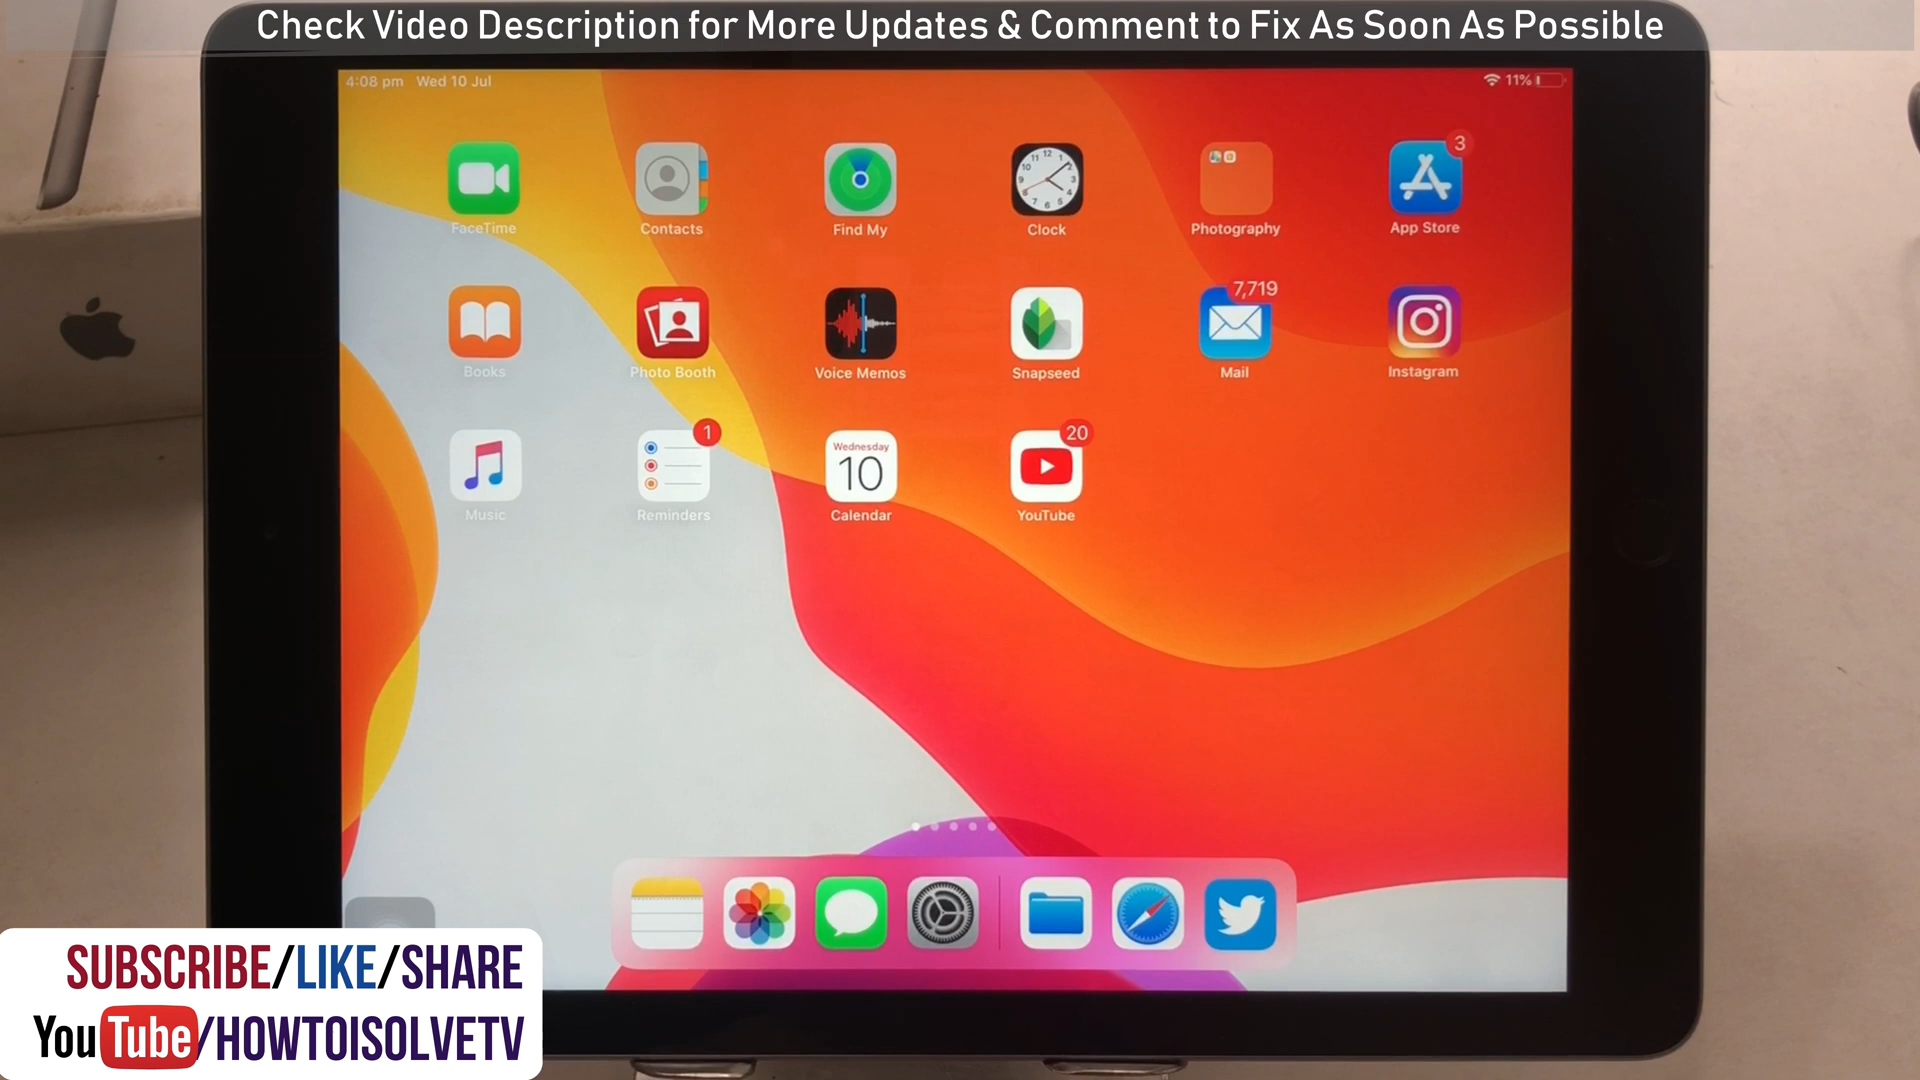 Check Video Description for More Updates & Comment to Fix As Soon As Possible
4:08 pm Wed 10 Jul
11%
3
FaceTime
Contacts
Find My
Clock
Photography
App Store
7,719
Books
Photo Booth
Voice Memos
Snapseed
Mail
Instagram
1
20
Wednesday
10
Music
Reminders
Calendar
YouTube
SUBSCRIBE/LIKE/SHARE
YouTube/HOWTOISOLVETV